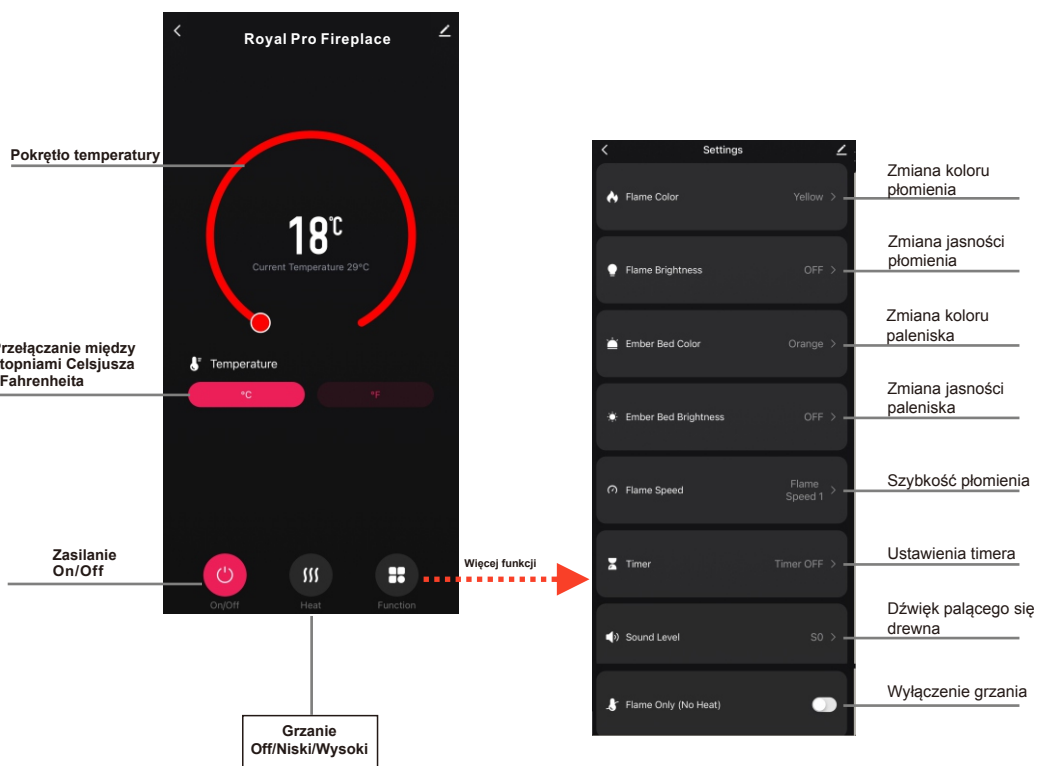 Royal Pro Fireplace
Pokrętło temperatury
18°C
Current Temperature 29°C
Przełączanie między
topniami Celsjusza
Fahrenheita
Temperature
°C
°F
Zasilanie
On/Off
On/Off
Heat
Function
Więcej funkcji
Grzanie
Off/Niski/Wysoki
Settings
Flame Color
Yellow
Zmiana koloru
płomienia
Flame Brightness
OFF
Zmiana jasności
płomienia
Ember Bed Color
Orange
Zmiana koloru
paleniska
Ember Bed Brightness
OFF
Zmiana jasności
paleniska
Flame Speed
Flame
Speed 1
Szybkość płomienia
Timer
Timer OFF
Ustawienia timera
Sound Level
S0
Dźwięk palącego się
drewna
Flame Only (No Heat)
Wyłączenie grzania